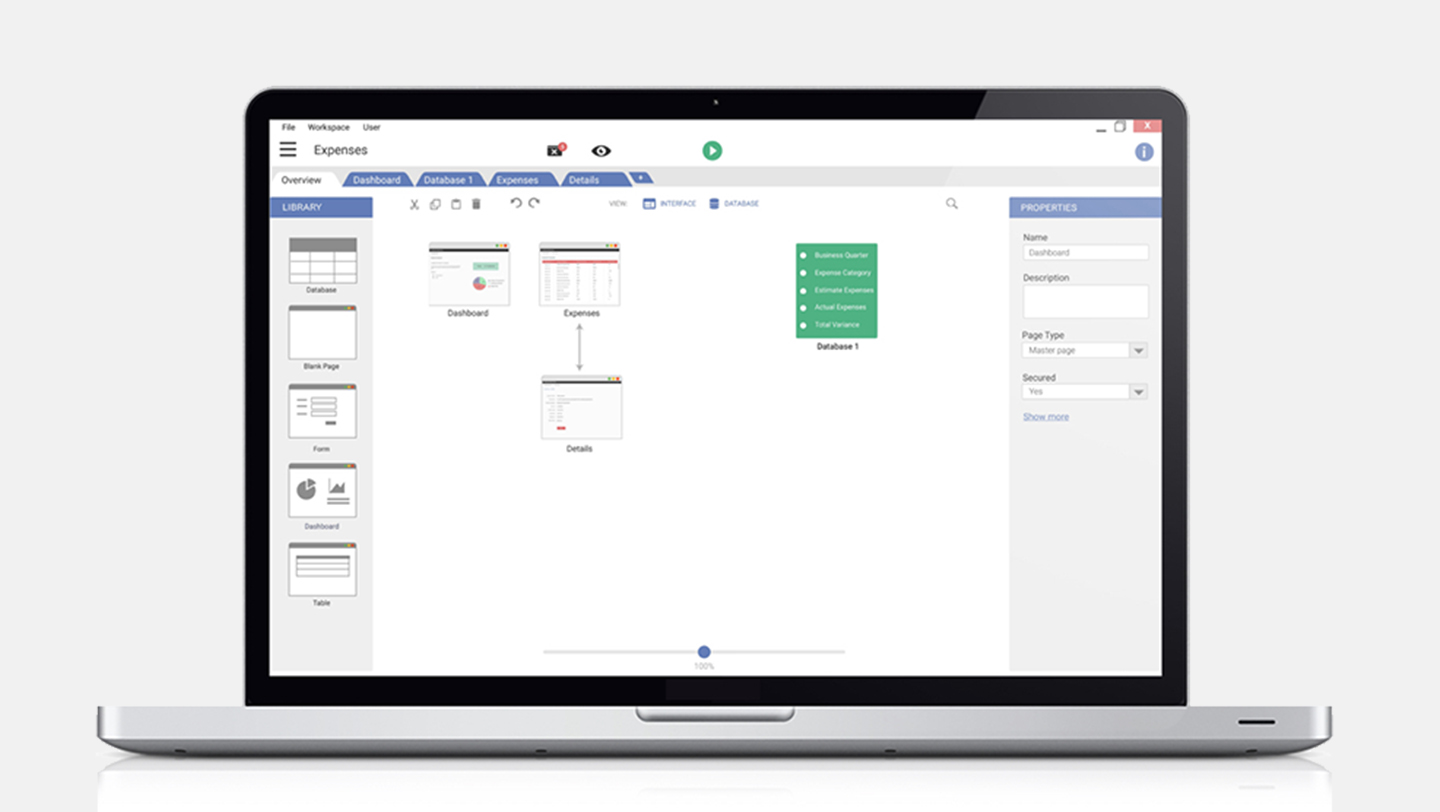 File Workspace User
X
Expenses
3
i
Overview Dashboard Database 1 Expenses Details +
LIBRARY
VIEW: INTERFACE DATABASE
PROPERTIES
Database
Blank Page
Form
Dashboard
Table
Dashboard
Expenses
Details
Business Quarter
Expense Category
Estimate Expenses
Actual Expenses
Total Variance
Database 1
Name
Dashboard
Description
Page Type
Master page
Secured
Yes
Show more
100%